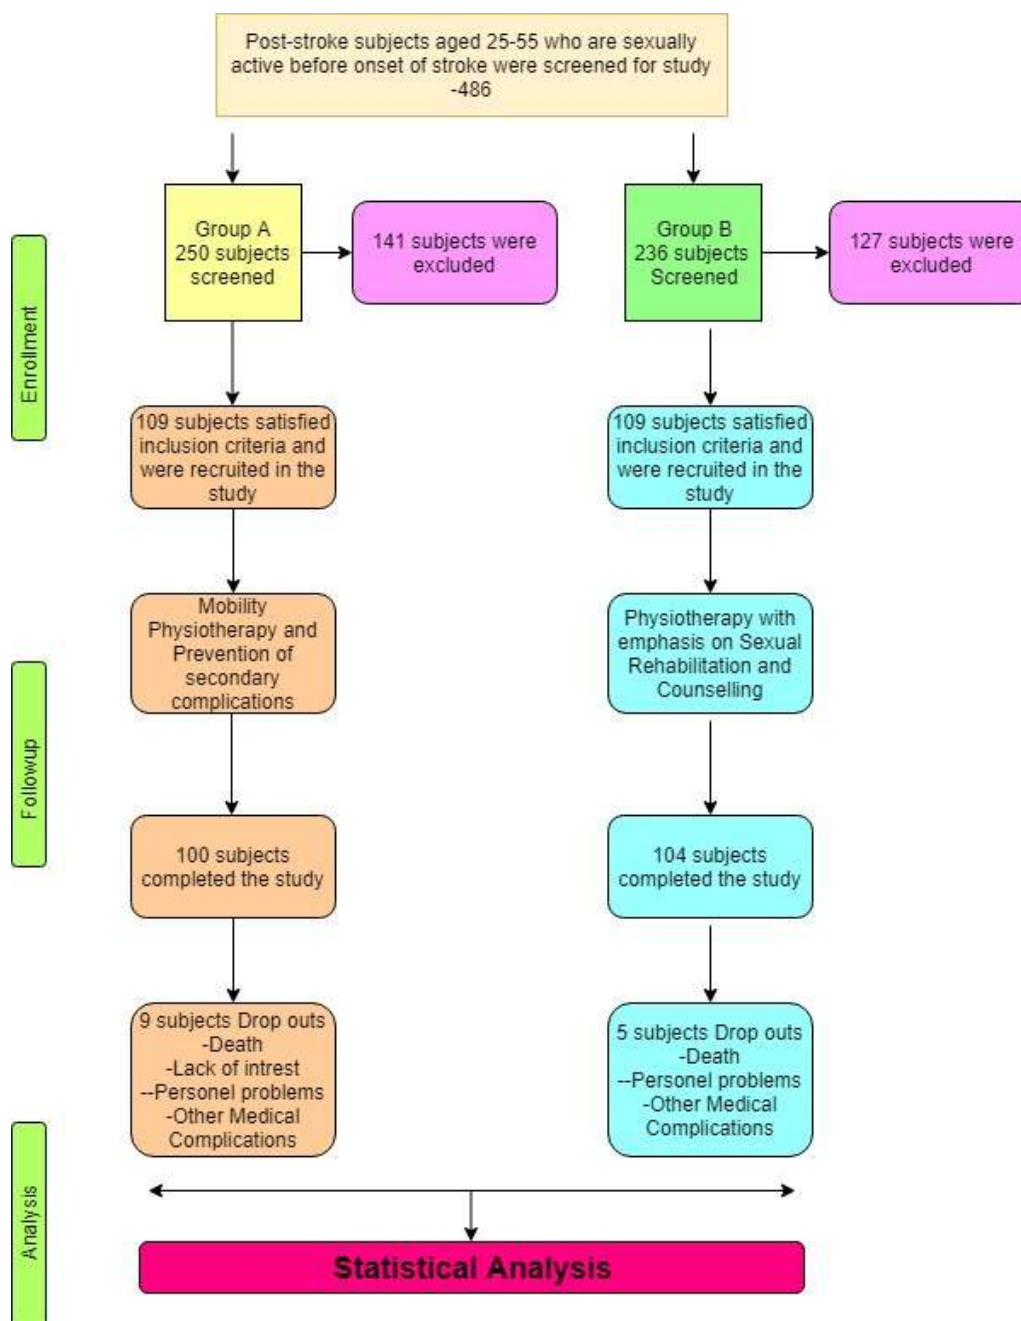 Post-stroke subjects aged 25-55 who are sexually
active before onset of stroke were screened for study
-486
Group A
250 subjects
screened
141 subjects were
excluded
Group B
236 subjects
Screened
127 subjects were
excluded
Enrollment
109 subjects satisfied
inclusion criteria and
were recruited in the
study
109 subjects satisfied
inclusion criteria and
were recruited in the
study
Mobility
Physiotherapy and
Prevention of
secondary
complications
Physiotherapy with
emphasis on Sexual
Rehabilitation and
Counselling
Followup
100 subjects
completed the study
104 subjects
completed the study
9 subjects Drop outs
-Death
-Lack of intrest
--Personel problems
-Other Medical
Complications
5 subjects Drop outs
-Death
--Personel problems
-Other Medical
Complications
Analysis
Statistical Analysis